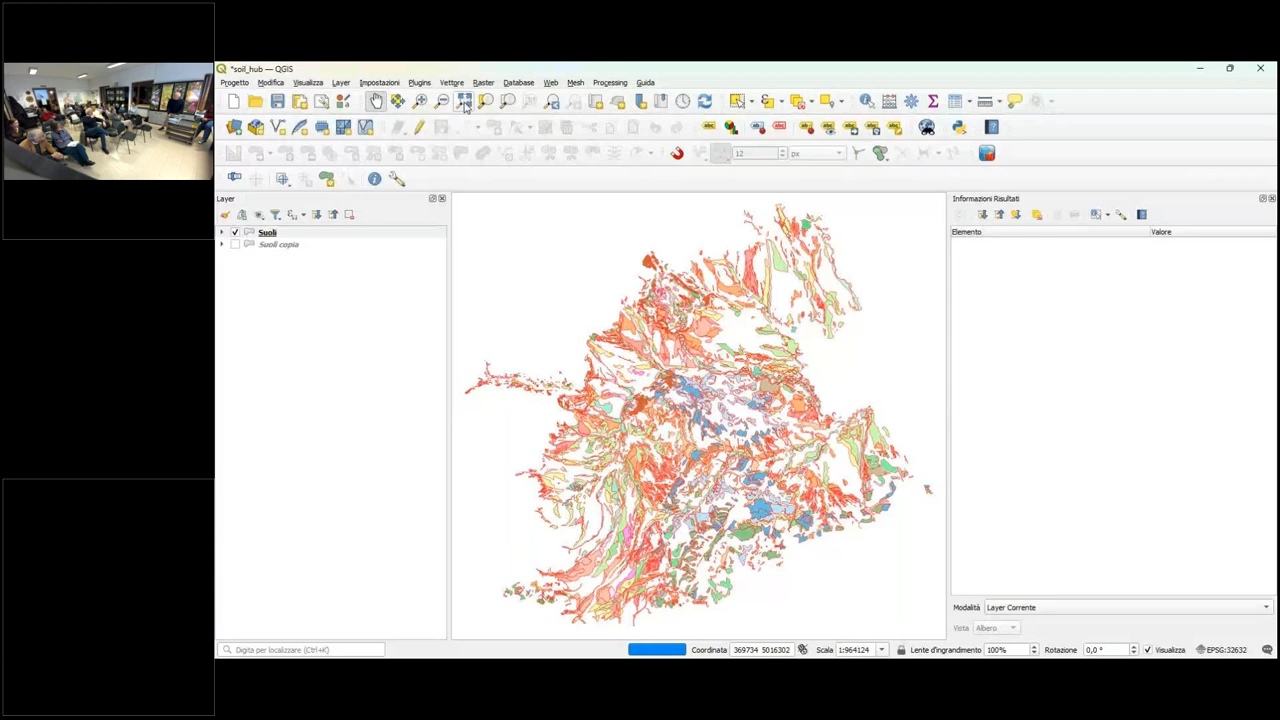 *soil_hub — QGIS
Progetto Modifica Visualizza Layer Impostazioni Plugins Vettore Raster Database Web Mesh Processing Guida
12 px
Layer
Suoli
Suoli copia
Informazioni Risultati
Elemento Valore
Modalità Layer Corrente
Vista Albero
Digita per localizzare (Ctrl+K) Coordinata 369734 5016302 Scala 1:964124 Lente d'ingrandimento 100% Rotazione 0,0 ° Visualizza EPSG:32632